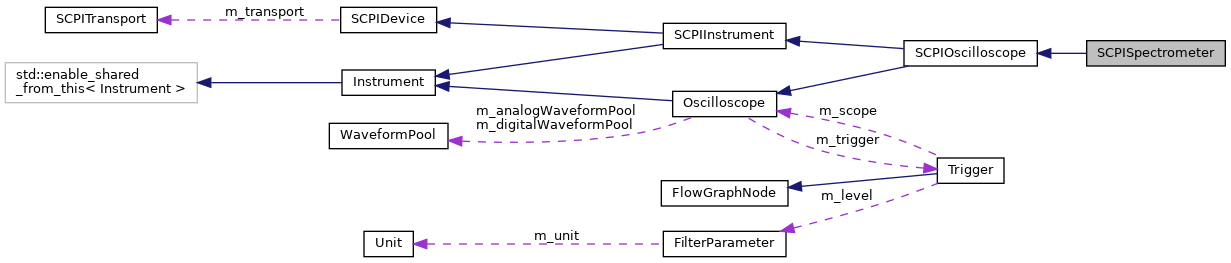 SCPITransport
m_transport
SCPIDevice
SCPIInstrument
SCPIOscilloscope
SCPISpectrometer
std::enable_shared
_from_this< Instrument >
Instrument
Oscilloscope
m_analogWaveformPool
m_digitalWaveformPool
m_scope
WaveformPool
m_trigger
Trigger
FlowGraphNode
m_level
Unit
m_unit
FilterParameter